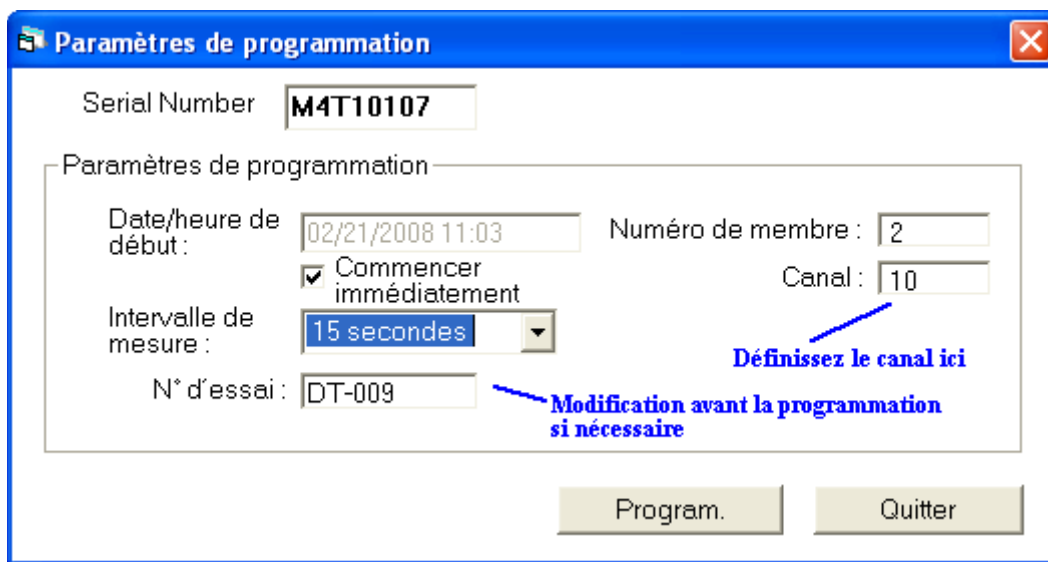 Paramètres de programmation
Serial Number M4T10107
Paramètres de programmation
Date/heure de
début :
02/21/2008 11:03
Numéro de membre : 2
Commencer
immédiatement
Canal : 10
Intervalle de
mesure :
15 secondes
Définissez le canal ici
N° d'essai : DT-009
Modification avant la programmation
si nécessaire
Program.
Quitter